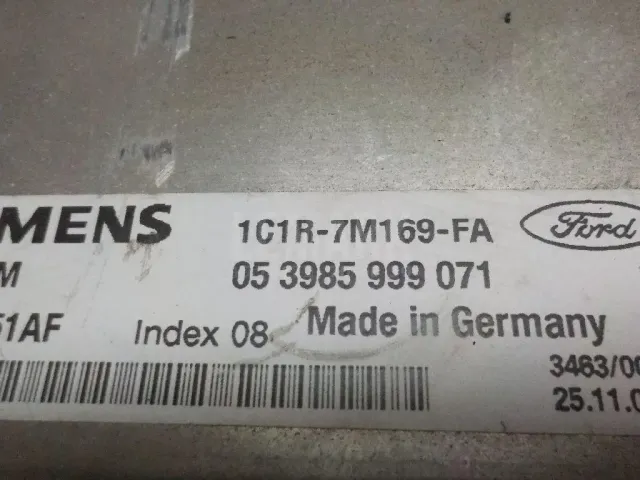 MENS 1C1R-7M169-FA Ford
M 05 3985 999 071
51AF Index 08 Made in Germany
3463/00
25.11.0